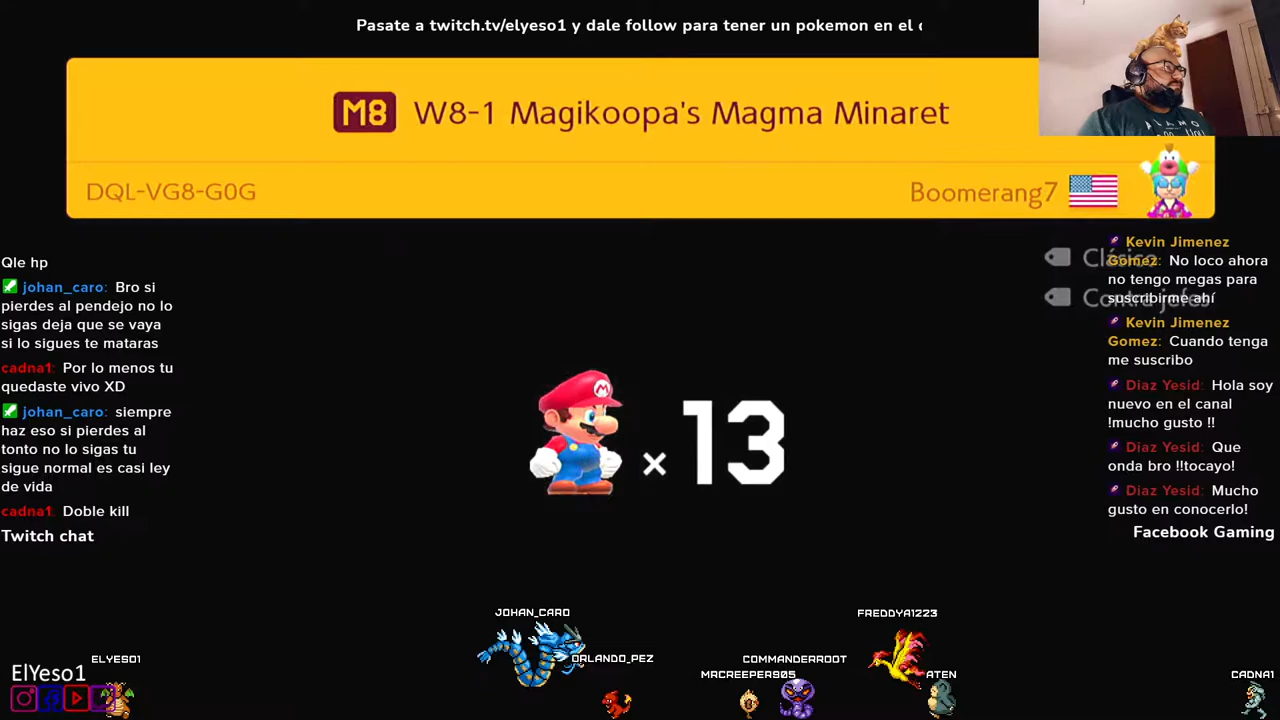 Pasate a twitch.tv/elyeso1 y dale follow para tener un pokemon en el
M8 W8-1 Magikoopa's Magma Minaret
DQL-VG8-G0G
Boomerang7
Qle hp
johan_caro: Bro si
pierdes al pendejo no lo
sigas deja que se vaya
si lo sigues te mataras
cadna1: Por lo menos tu
quedaste vivo XD
johan_caro: siempre
haz eso si pierdes al
tonto no lo sigas tu
sigue normal es casi ley
de vida
cadna1: Doble kill
Twitch chat
Clásico
Contra jefes
Kevin Jimenez
Gomez: No loco ahora
no tengo megas para
suscribirme ahí
Kevin Jimenez
Gomez: Cuando tenga
me suscribo
Diaz Yesid: Hola soy
nuevo en el canal
!mucho gusto !!
Diaz Yesid: Que
onda bro !!tocayo!
Diaz Yesid: Mucho
gusto en conocerlo!
Facebook Gaming
M
× 13
JOHAN_CARO
FREDDYA1223
ELYESO1
ORLANDO_PEZ
COMMANDERROOT
MRCREEPER905
ATEN
CADNA1
ElYeso1